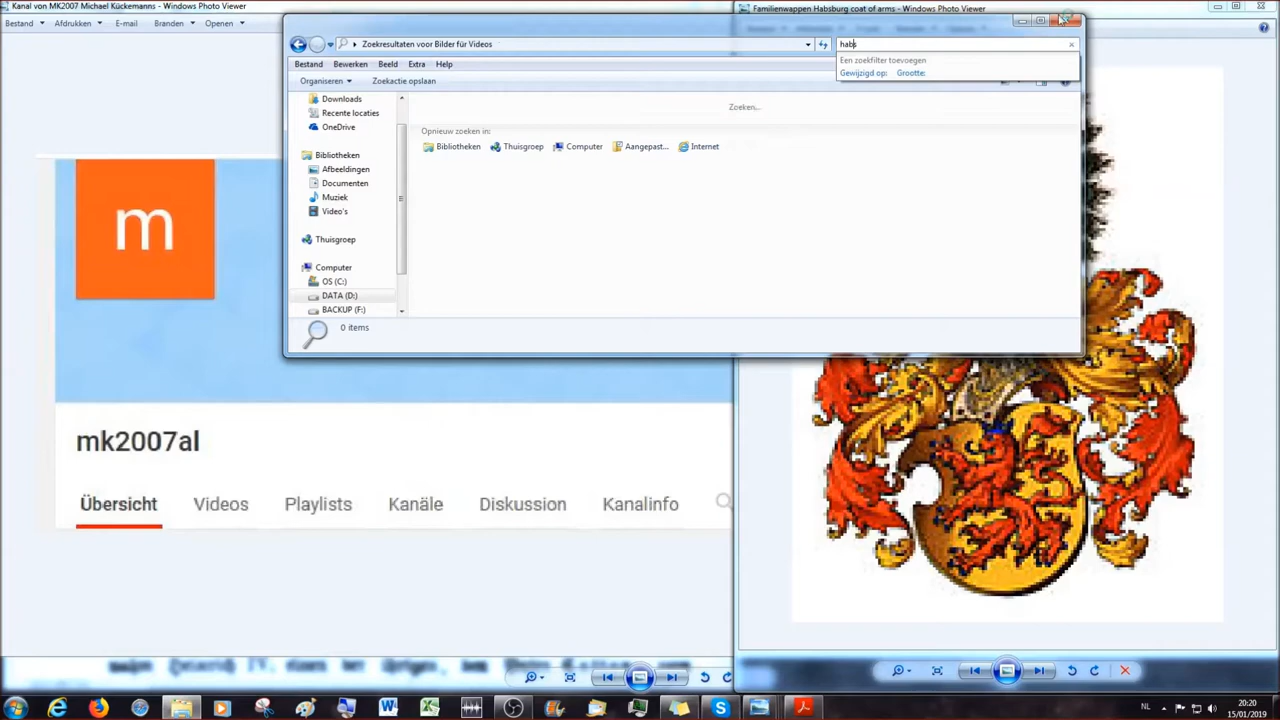 Kanal von MK2007 Michael Kückemanns - Windows Photo Viewer
Familienwappen Habsburg coat of arms - Windows Photo Viewer
Bestand Afdrukken E-mail Branden Openen
Zoekresultaten voor Bilder für Videos
habs
Een zoekfilter toevoegen
Gewijzigd op: Grootte:
Bestand Bewerken Beeld Extra Help
Organiseren Zoekactie opslaan
Downloads
Recente locaties
OneDrive
Bibliotheken
Afbeeldingen
Documenten
Muziek
Video's
Thuisgroep
Computer
OS (C:)
DATA (D:)
BACKUP (F:)
Zoeken...
Opnieuw zoeken in:
Bibliotheken Thuisgroep Computer Aangepast... Internet
0 items
m
mk2007al
Übersicht Videos Playlists Kanäle Diskussion Kanalinfo
NL
20:20
15/01/2019